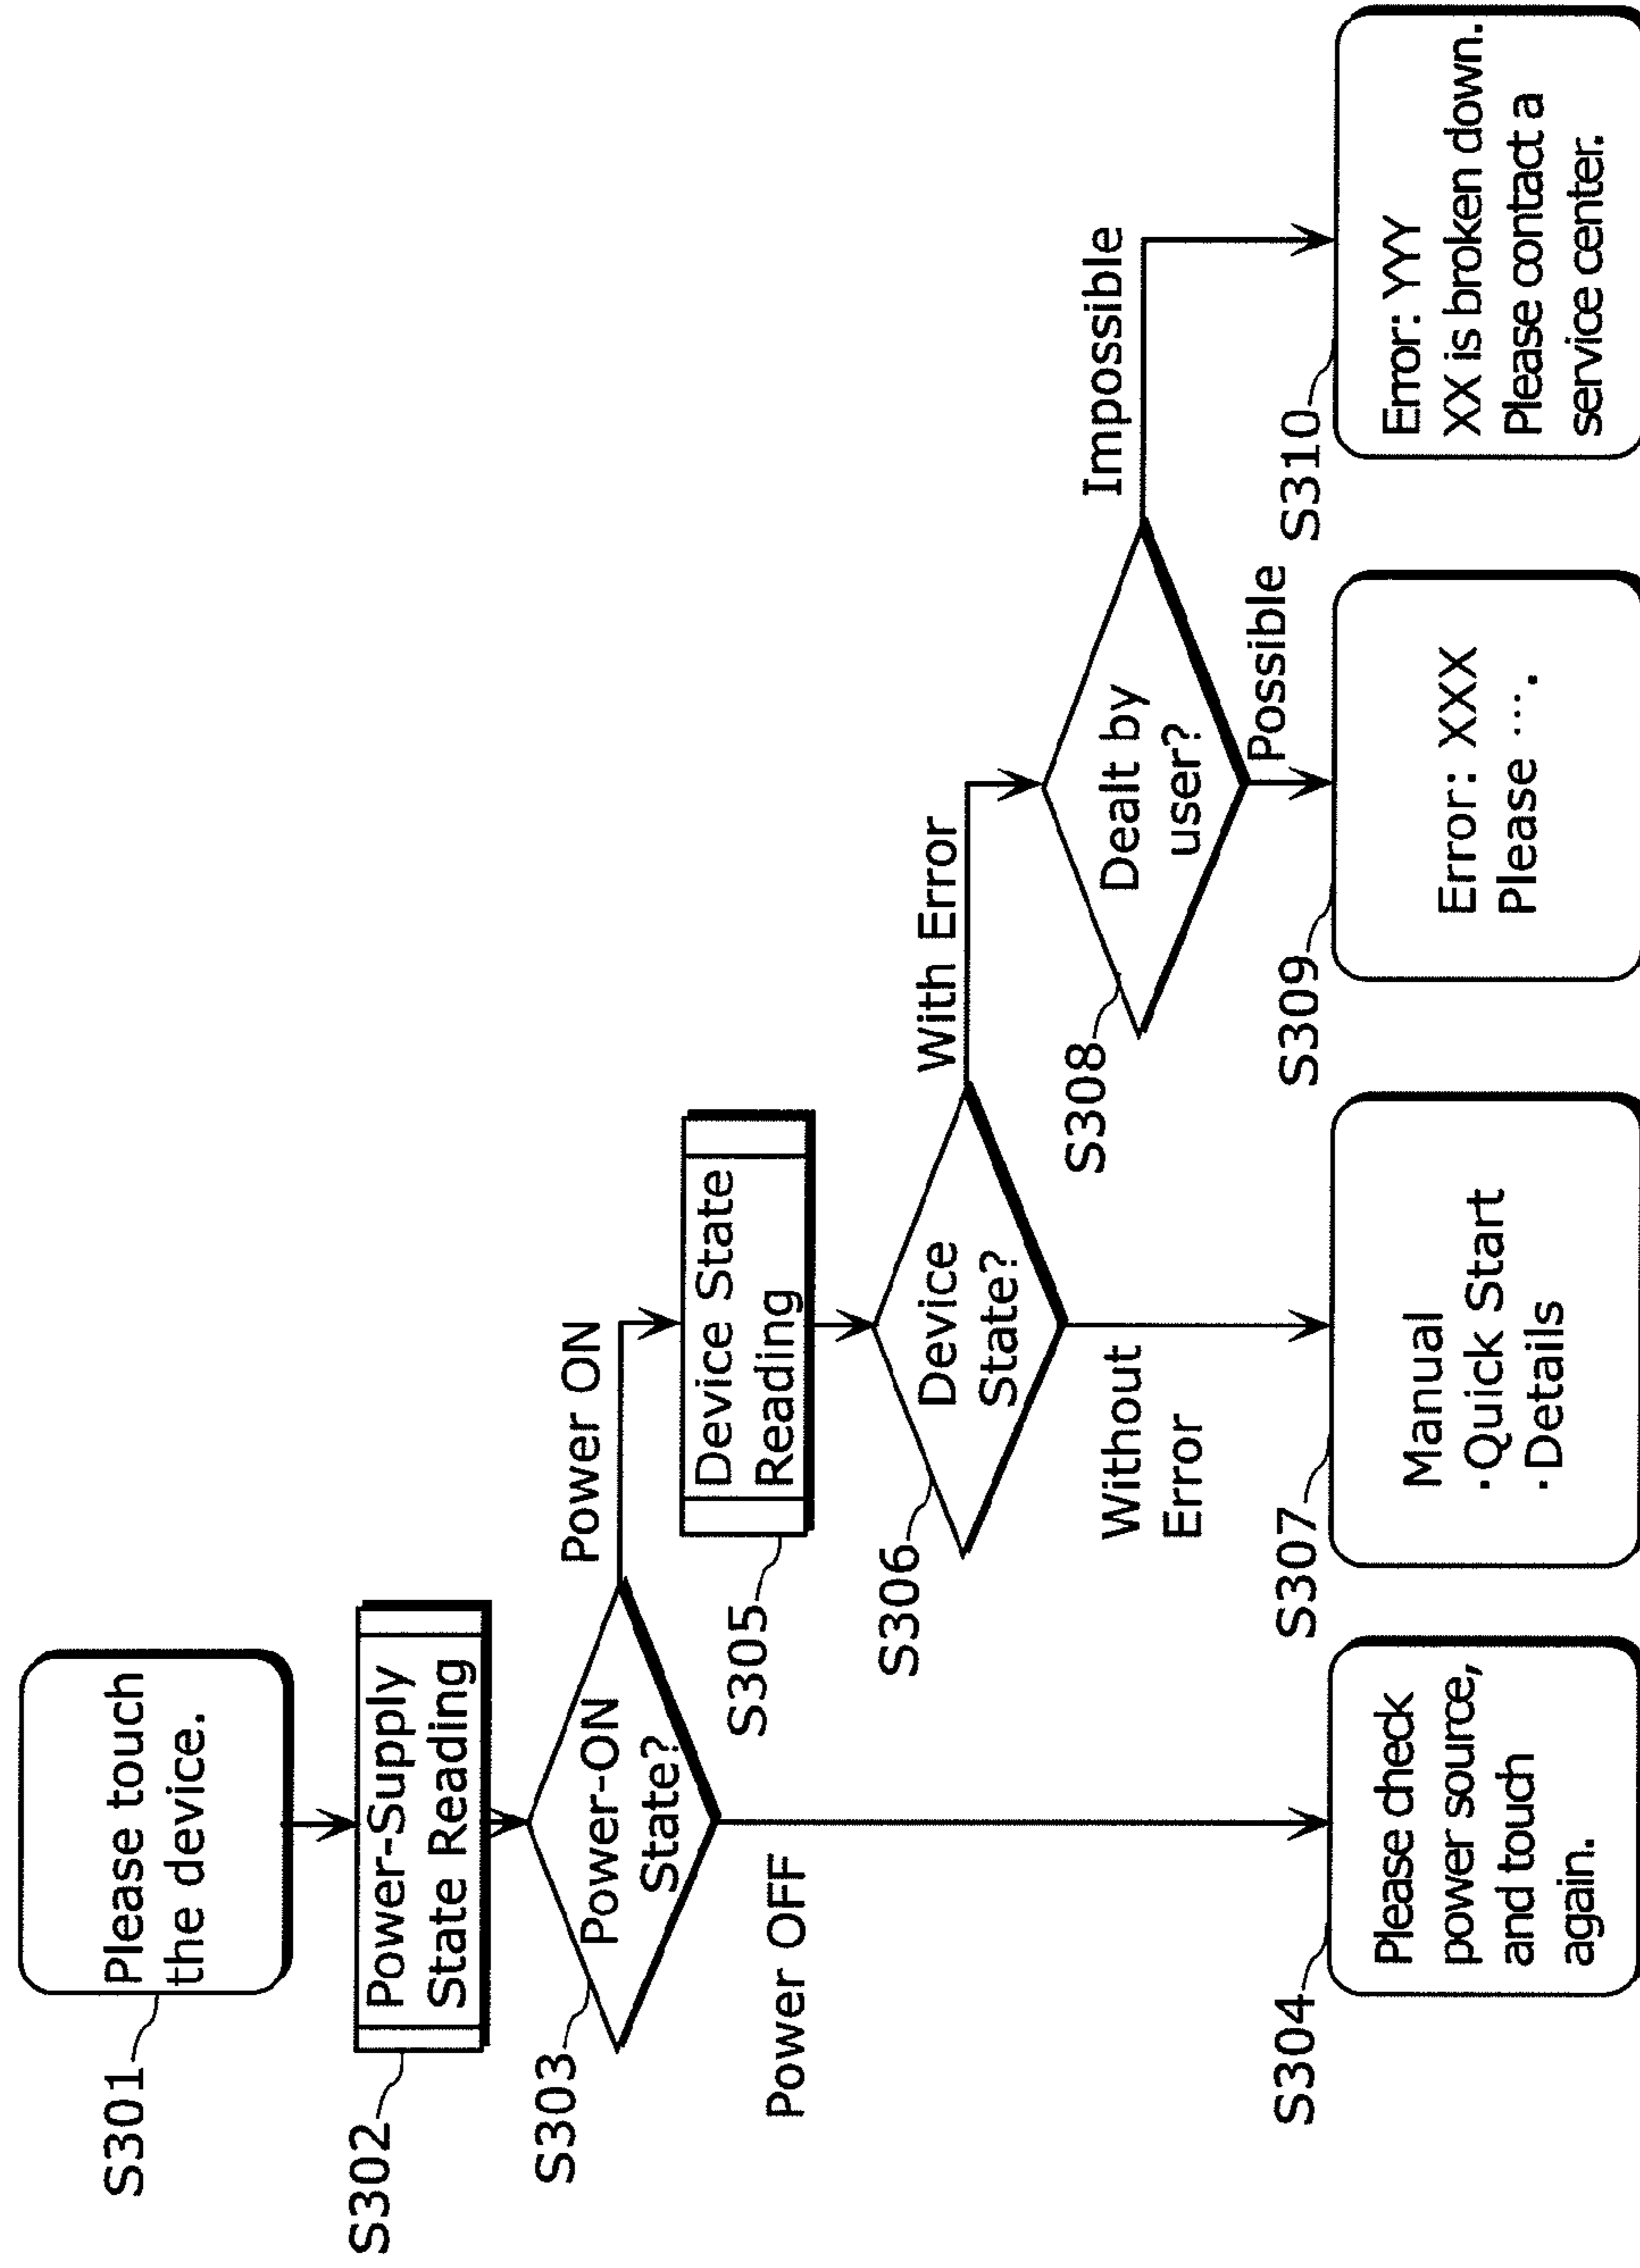 S301
Please touch
the device.
S302
Power-Supply
State Reading
S303
Power-ON
State?
Power ON
Power OFF
S305
Device State
Reading
S306
Device
State?
With Error
Without
Error
S308
Dealt by
user?
Impossible
Possible
S304
Please check
power source,
and touch
again.
S307
Manual
·Quick Start
·Details
S309
Error: XXX
Please ···.
S310
Error: YYY
XX is broken down.
Please contact a
service center.